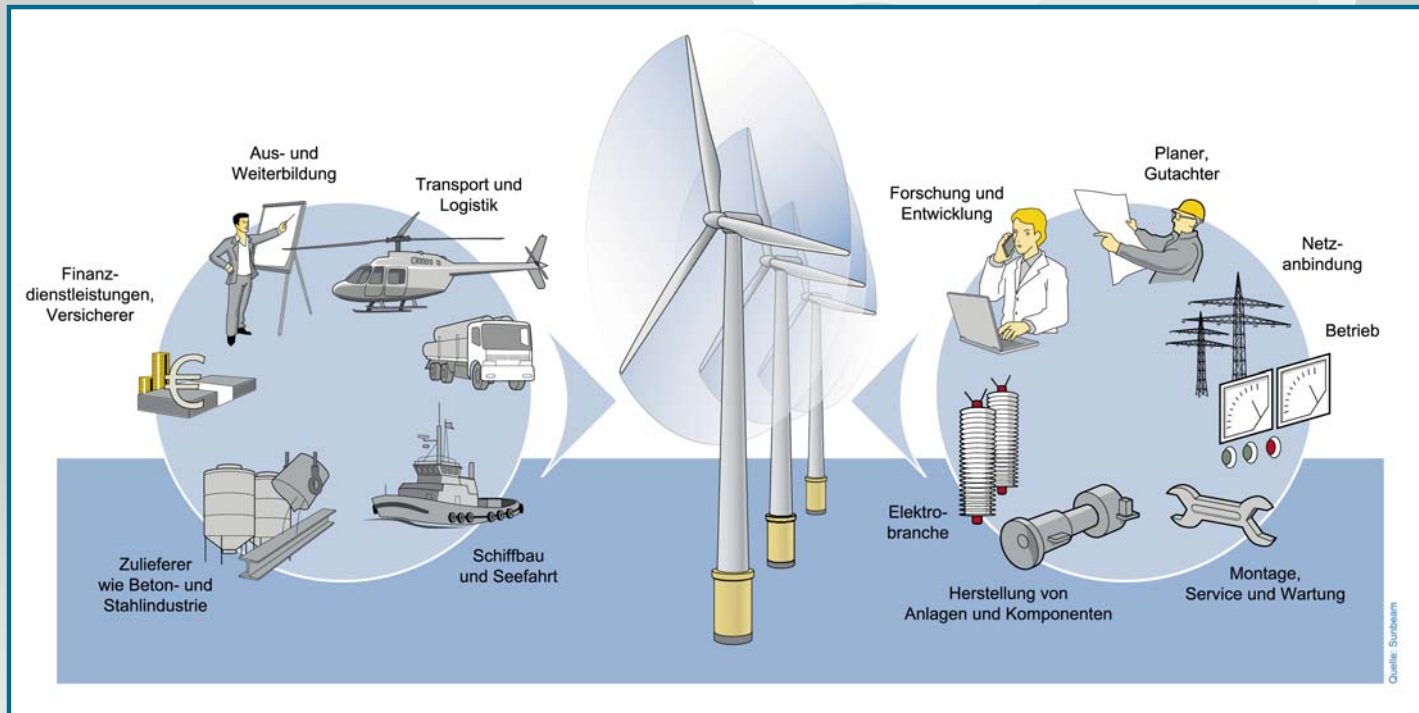 Aus- und
Weiterbildung
Transport und
Logistik
Finanz-
dienstleistungen,
Versicherer
Zulieferer
wie Beton- und
Stahlindustrie
Schiffbau
und Seefahrt
Planer,
Gutachter
Forschung und
Entwicklung
Netz-
anbindung
Betrieb
Elektro-
branche
Herstellung von
Anlagen und Komponenten
Montage,
Service und Wartung
Quelle: Sunbeam